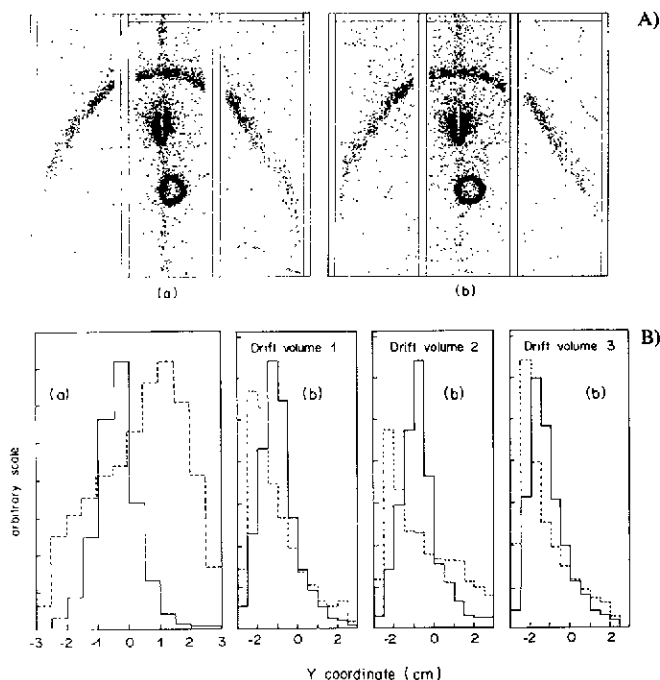 A)
(a)
(b)
B)
arbitrary scale
(a)
Drift volume 1
(b)
Drift volume 2
(b)
Drift volume 3
(b)
-3 -2 -1 0 1 2 3
-2 0 2
-2 0 2
-2 0 2
Y coordinate (cm)